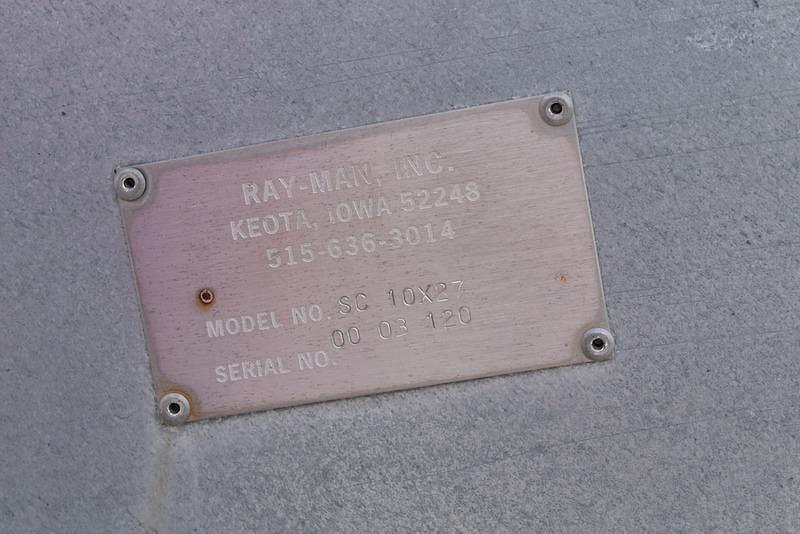 RAY-MAN, INC.
KEOTA, IOWA 52248
515-636-3014
MODEL NO. SC 10X27
SERIAL NO. 00 03 120